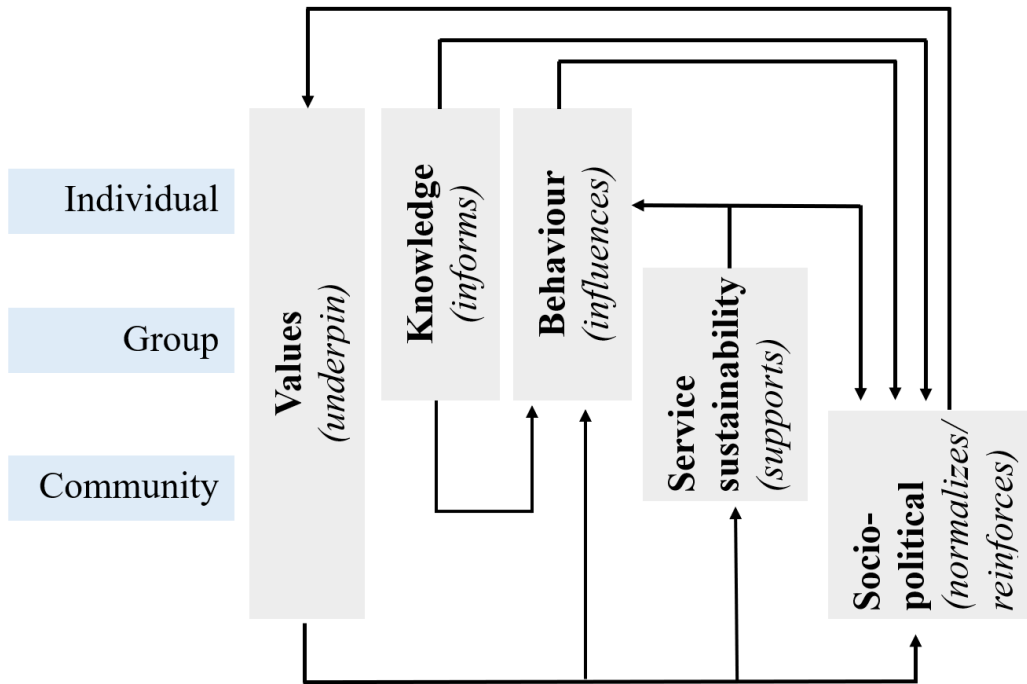 Individual
Group
Community
Values
(underpin)
Knowledge
(informs)
Behaviour
(influences)
Service
sustainability
(supports)
Socio-
political
(normalizes/
reinforces)